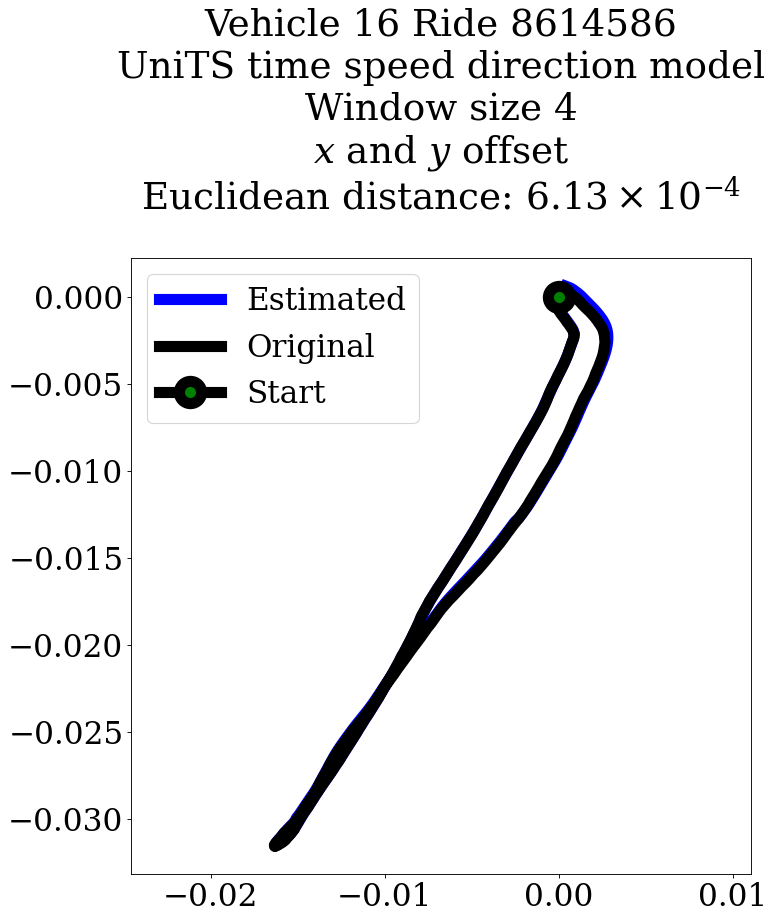 Vehicle 16 Ride 8614586
UniTS time speed direction model
Window size 4
x and y offset
Euclidean distance: 6.13 × 10⁻⁴
Estimated
Original
Start
0.000
−0.005
−0.010
−0.015
−0.020
−0.025
−0.030
−0.02 −0.01 0.00 0.01